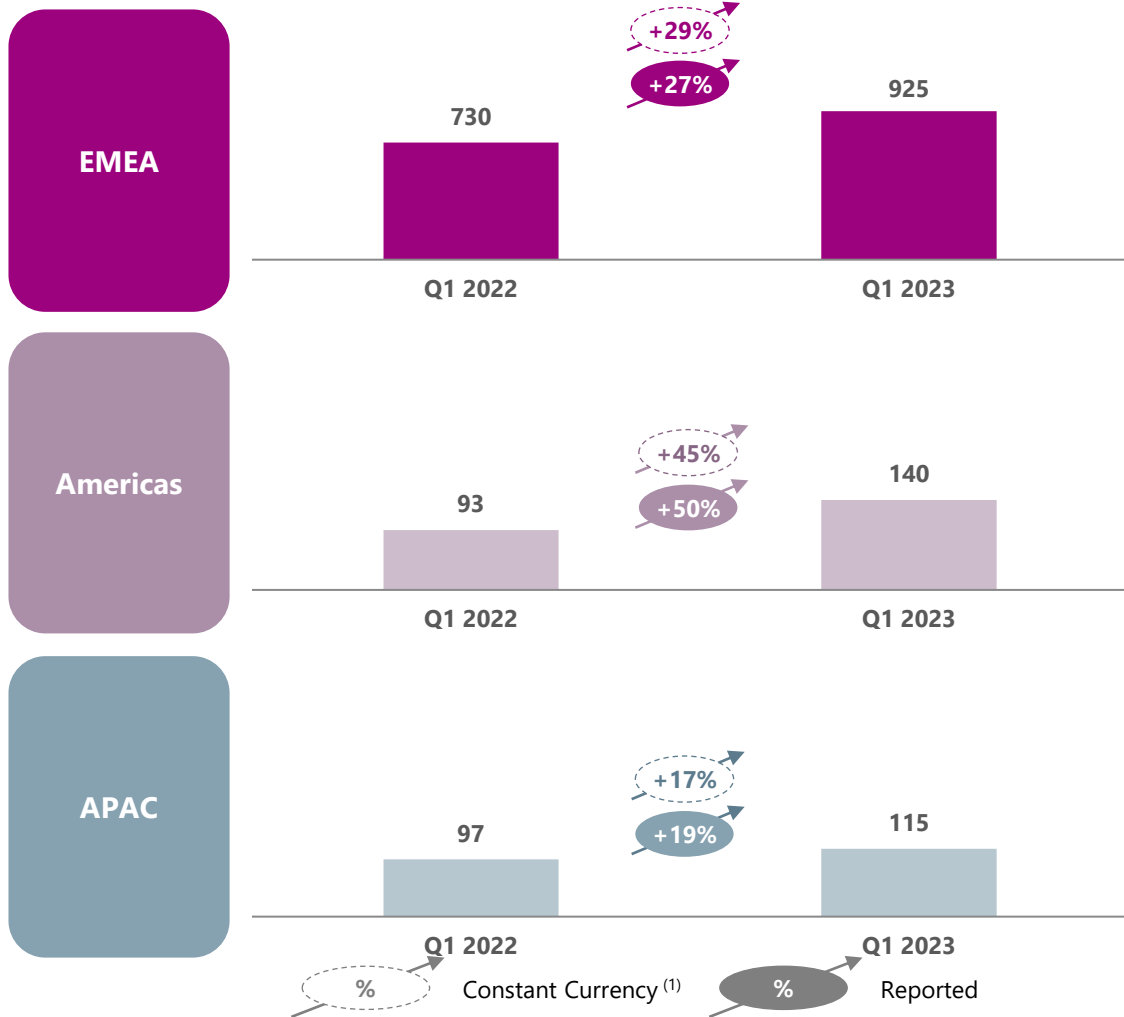 +29%
+27%
730
925
EMEA
Q1 2022
Q1 2023
+45%
+50%
93
140
Americas
Q1 2022
Q1 2023
+17%
+19%
97
115
APAC
Q1 2022
Q1 2023
% Constant Currency (1) % Reported